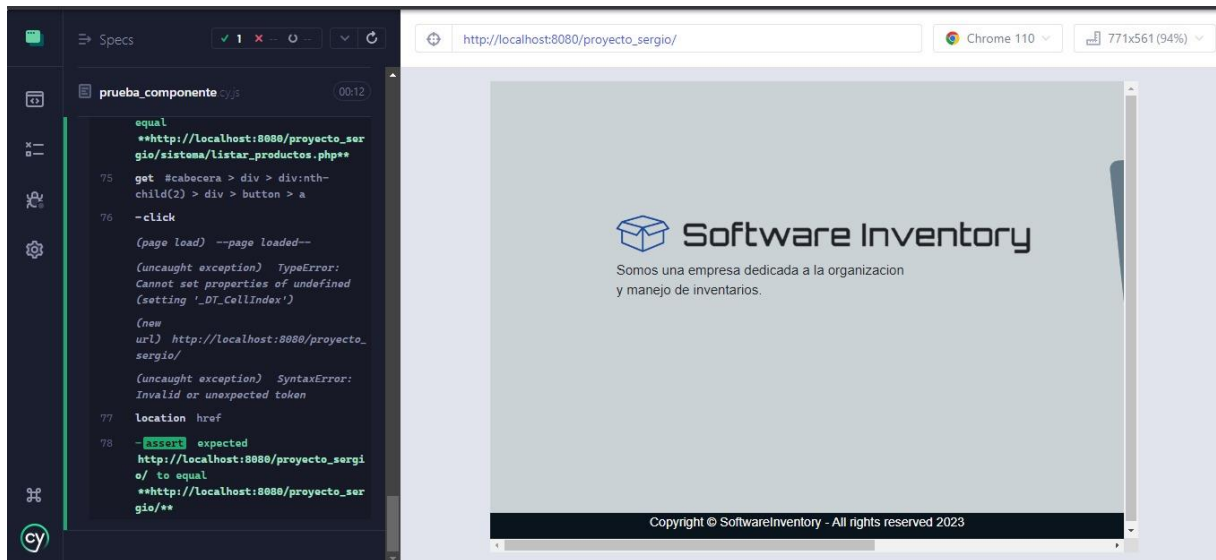 Specs
✓ 1 × -- --
http://localhost:8080/proyecto_sergio/
Chrome 110
771x561 (94%)
prueba_componente.cy.js
00:12
equal
**http://localhost:8080/proyecto_ser
gio/sistema/listar_productos.php**
75 get #cabecera > div > div:nth-
child(2) > div > button > a
76 -click
(page load) --page loaded--
(uncaught exception) TypeError:
Cannot set properties of undefined
(setting '_DT_CellIndex')
(new
url) http://localhost:8080/proyecto_
sergio/
(uncaught exception) SyntaxError:
Invalid or unexpected token
77 location href
78 -assert expected
http://localhost:8080/proyecto_sergi
o/ to equal
**http://localhost:8080/proyecto_ser
gio/**
cy
Software Inventory
Somos una empresa dedicada a la organizacion
y manejo de inventarios.
Copyright © SoftwareInventory - All rights reserved 2023